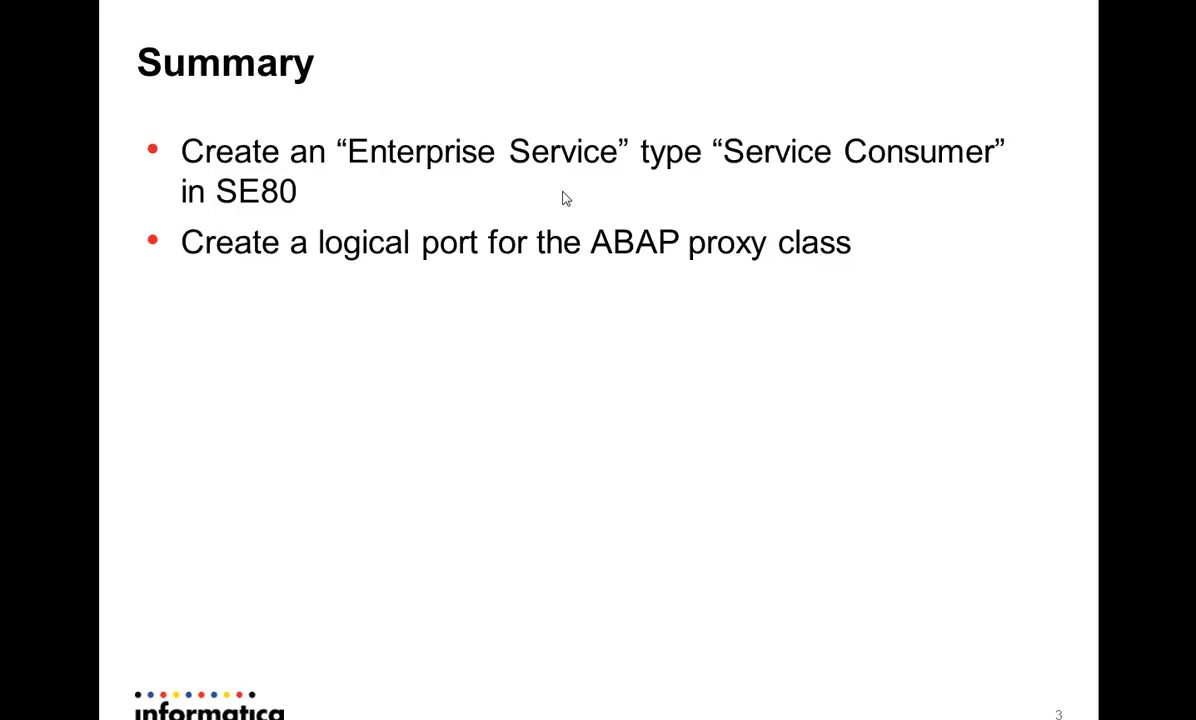 Summary
• Create an “Enterprise Service” type “Service Consumer”
in SE80
• Create a logical port for the ABAP proxy class
informatica
3